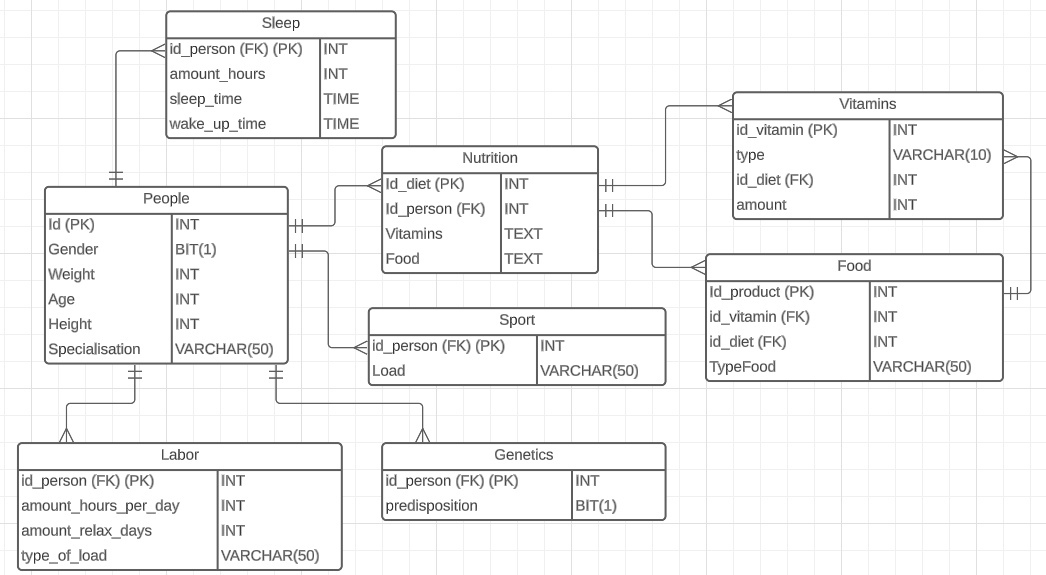 Sleep
id_person (FK) (PK) INT
amount_hours INT
sleep_time TIME
wake_up_time TIME
Vitamins
id_vitamin (PK) INT
type VARCHAR(10)
id_diet (FK) INT
amount INT
Nutrition
Id_diet (PK) INT
Id_person (FK) INT
Vitamins TEXT
Food TEXT
People
Id (PK) INT
Gender BIT(1)
Weight INT
Age INT
Height INT
Specialisation VARCHAR(50)
Food
Id_product (PK) INT
id_vitamin (FK) INT
id_diet (FK) INT
TypeFood VARCHAR(50)
Sport
id_person (FK) (PK) INT
Load VARCHAR(50)
Labor
id_person (FK) (PK) INT
amount_hours_per_day INT
amount_relax_days INT
type_of_load VARCHAR(50)
Genetics
id_person (FK) (PK) INT
predisposition BIT(1)